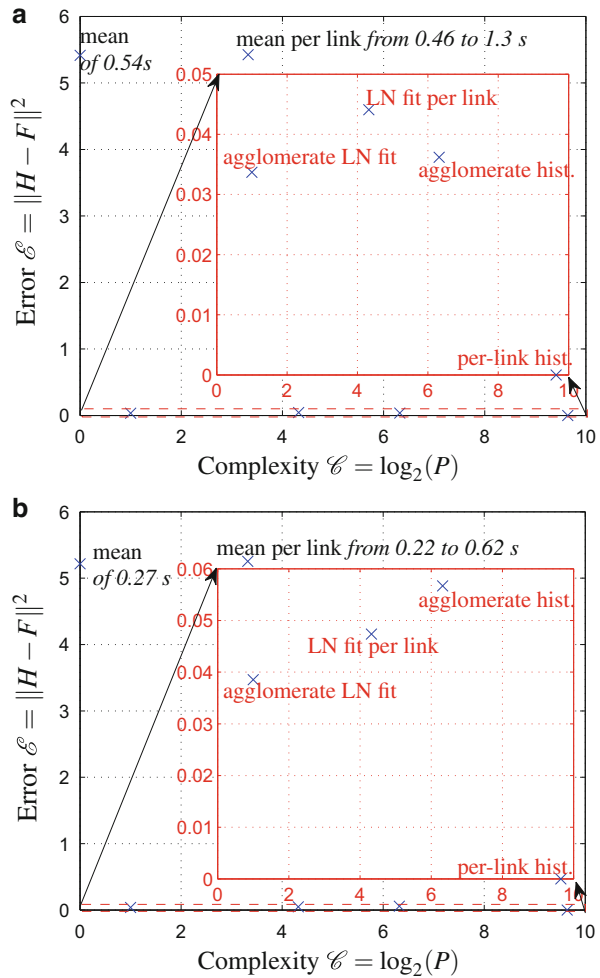 a
mean
of 0.54s
mean per link from 0.46 to 1.3 s
6
5
4
3
2
1
0
Error ℰ = ||H − F||²
0.05
0.04
0.03
0.02
0.01
0
LN fit per link
agglomerate LN fit
agglomerate hist.
per-link hist.
0 2 4 6 8 10
0 2 4 6 8 10
Complexity 𝒞 = log₂(P)
b
mean
of 0.27 s
mean per link from 0.22 to 0.62 s
6
5
4
3
2
1
0
Error ℰ = ||H − F||²
0.06
0.05
0.04
0.03
0.02
0.01
0
agglomerate hist.
LN fit per link
agglomerate LN fit
per-link hist.
0 2 4 6 8 10
0 2 4 6 8 10
Complexity 𝒞 = log₂(P)